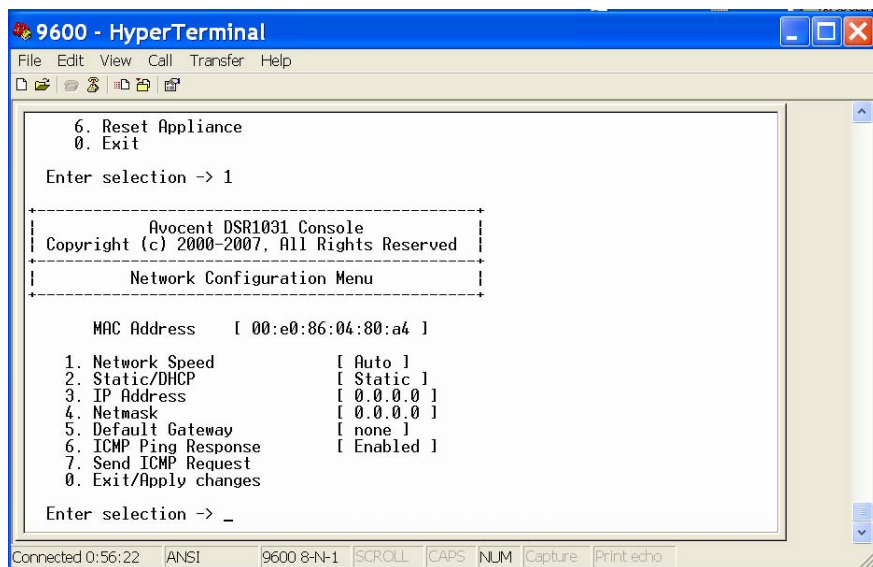 9600 - HyperTerminal
File Edit View Call Transfer Help
6. Reset Appliance
0. Exit
Enter selection -> 1
Avocent DSR1031 Console
Copyright (c) 2000-2007, All Rights Reserved
Network Configuration Menu
MAC Address [ 00:e0:86:04:80:a4 ]
1. Network Speed [ Auto ]
2. Static/DHCP [ Static ]
3. IP Address [ 0.0.0.0 ]
4. Netmask [ 0.0.0.0 ]
5. Default Gateway [ none ]
6. ICMP Ping Response [ Enabled ]
7. Send ICMP Request
0. Exit/Apply changes
Enter selection -> _
Connected 0:56:22 ANSI 9600 8-N-1 SCROLL CAPS NUM Capture Print echo